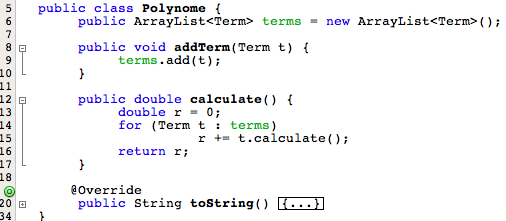 5 public class Polynome {
6 public ArrayList<Term> terms = new ArrayList<Term>();
7
8 public void addTerm(Term t) {
9 terms.add(t);
10 }
11
12 public double calculate() {
13 double r = 0;
14 for (Term t : terms)
15 r += t.calculate();
16 return r;
17 }
18
@Override
20 public String toString() {...}
34 }